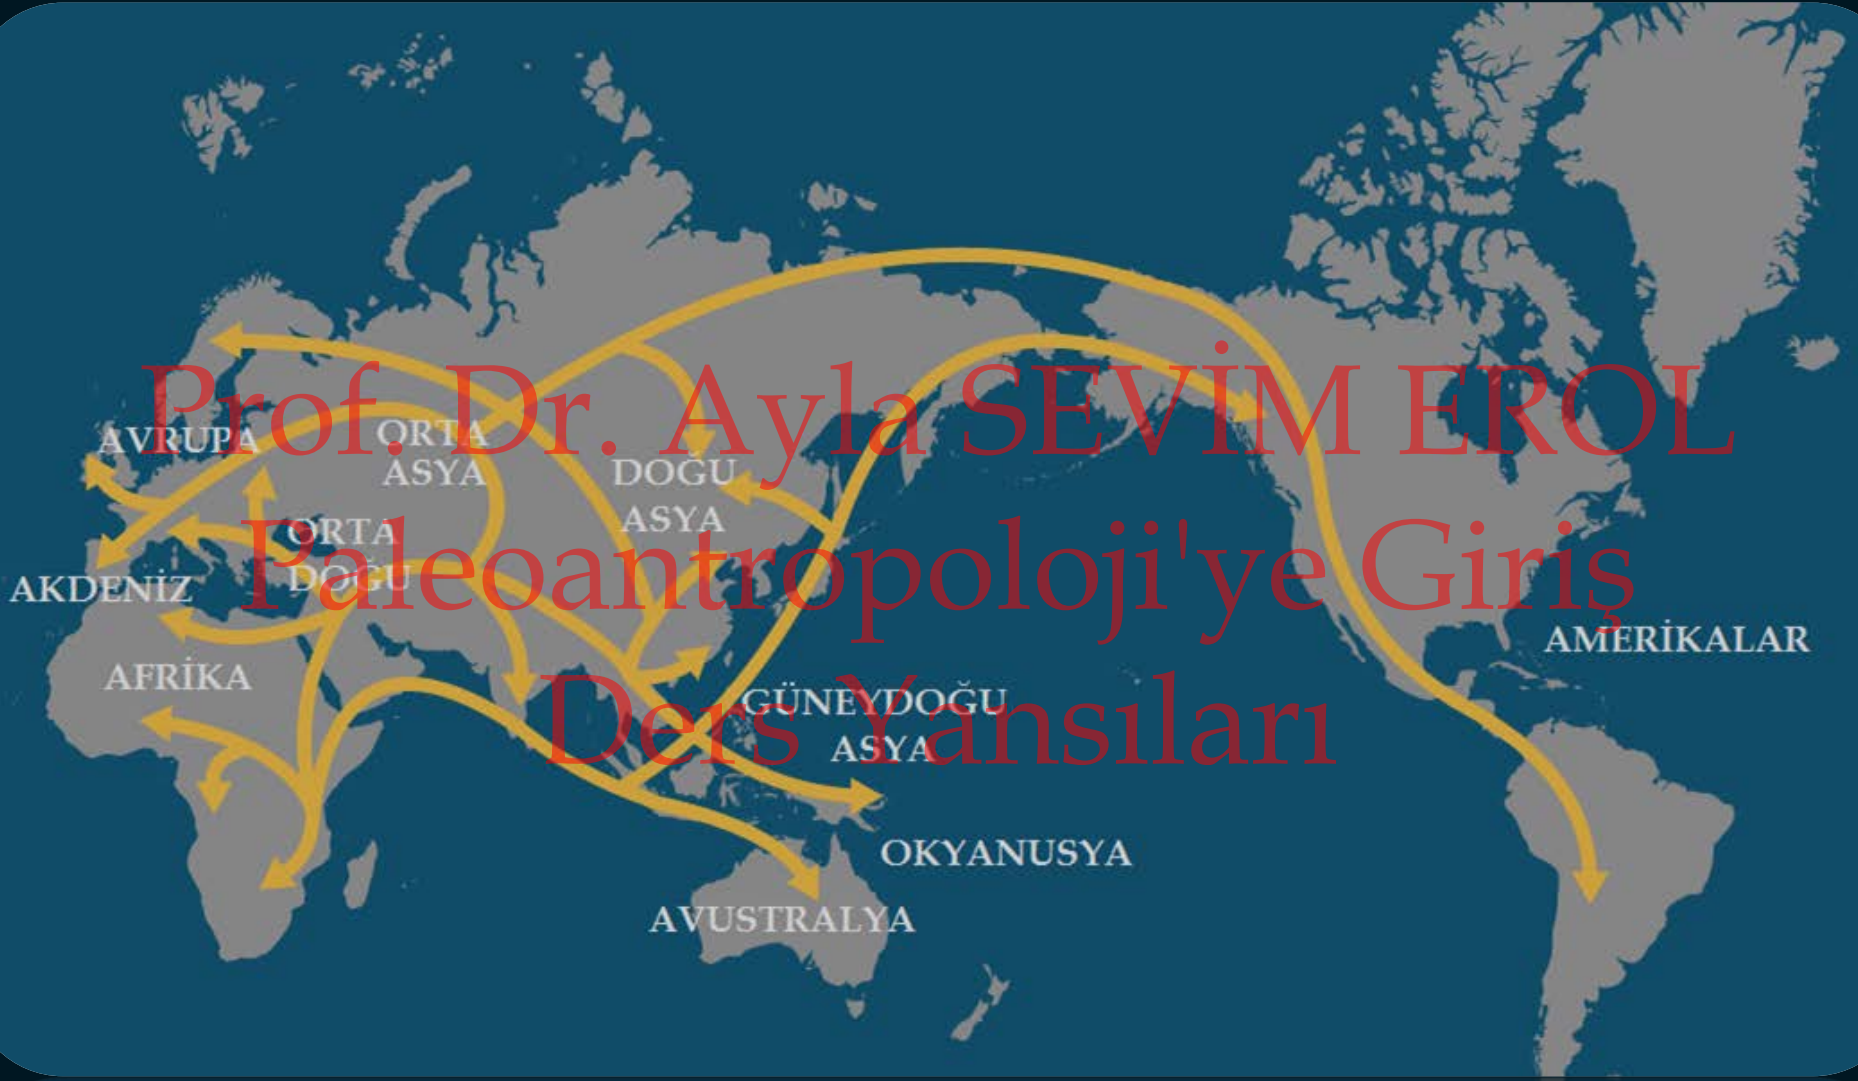 Prof. Dr. Ayla SEVİM EROL
Paleoantropoloji'ye Giriş
Ders Yansıları
AVRUPA
ORTA
ASYA
DOĞU
ASYA
ORTA
DOĞU
AKDENİZ
AFRİKA
AMERİKALAR
GÜNEYDOĞU
ASYA
OKYANUSYA
AVUSTRALYA